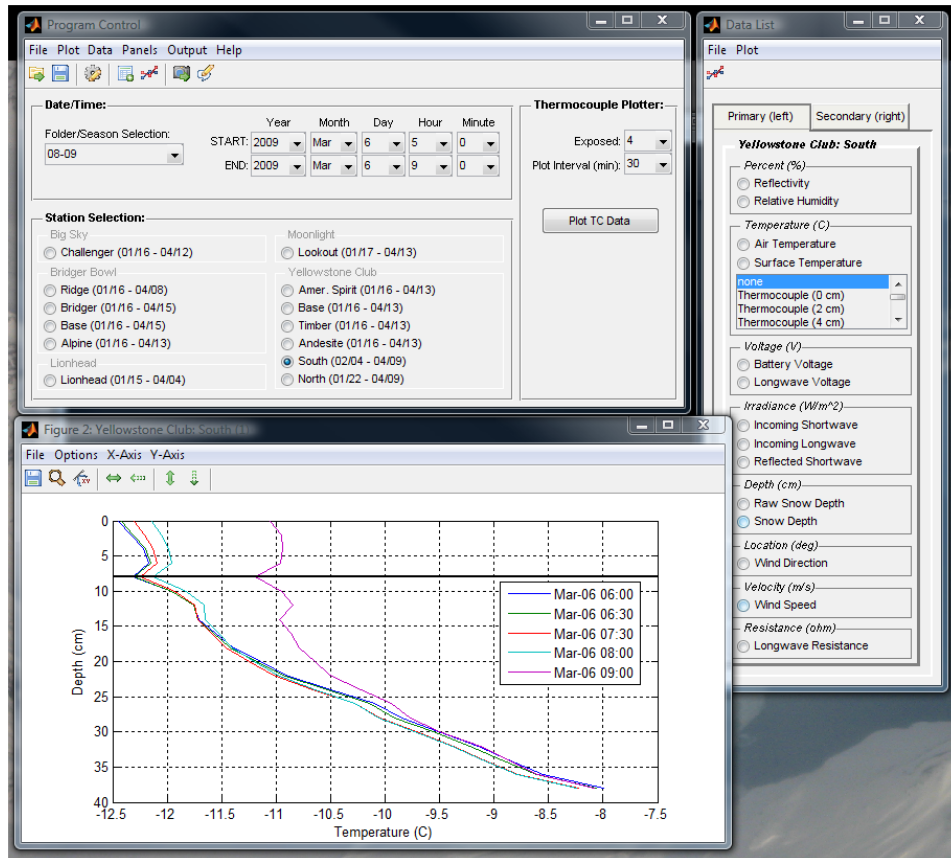 Program Control
File Plot Data Panels Output Help
Date/Time:
Folder/Season Selection:
08-09
Year Month Day Hour Minute
START: 2009 Mar 6 5 0
END: 2009 Mar 6 9 0
Thermocouple Plotter:
Exposed: 4
Plot Interval (min): 30
Plot TC Data
Station Selection:
Big Sky
Challenger (01/16 - 04/12)
Bridger Bowl
Ridge (01/16 - 04/08)
Bridger (01/16 - 04/15)
Base (01/16 - 04/15)
Alpine (01/16 - 04/13)
Lionhead
Lionhead (01/15 - 04/04)
Moonlight
Lookout (01/17 - 04/13)
Yellowstone Club
Amer. Spirit (01/16 - 04/13)
Base (01/16 - 04/13)
Timber (01/16 - 04/13)
Andesite (01/16 - 04/13)
South (02/04 - 04/09)
North (01/22 - 04/09)
Data List
File Plot
Primary (left) Secondary (right)
Yellowstone Club: South
Percent (%)
Reflectivity
Relative Humidity
Temperature (C)
Air Temperature
Surface Temperature
none
Thermocouple (0 cm)
Thermocouple (2 cm)
Thermocouple (4 cm)
Voltage (V)
Battery Voltage
Longwave Voltage
Irradiance (W/m^2)
Incoming Shortwave
Incoming Longwave
Reflected Shortwave
Depth (cm)
Raw Snow Depth
Snow Depth
Location (deg)
Wind Direction
Velocity (m/s)
Wind Speed
Resistance (ohm)
Longwave Resistance
Figure 2: Yellowstone Club: South (1)
File Options X-Axis Y-Axis
Depth (cm)
0
5
10
15
20
25
30
35
40
Mar-06 06:00
Mar-06 06:30
Mar-06 07:30
Mar-06 08:00
Mar-06 09:00
-12.5 -12 -11.5 -11 -10.5 -10 -9.5 -9 -8.5 -8 -7.5
Temperature (C)